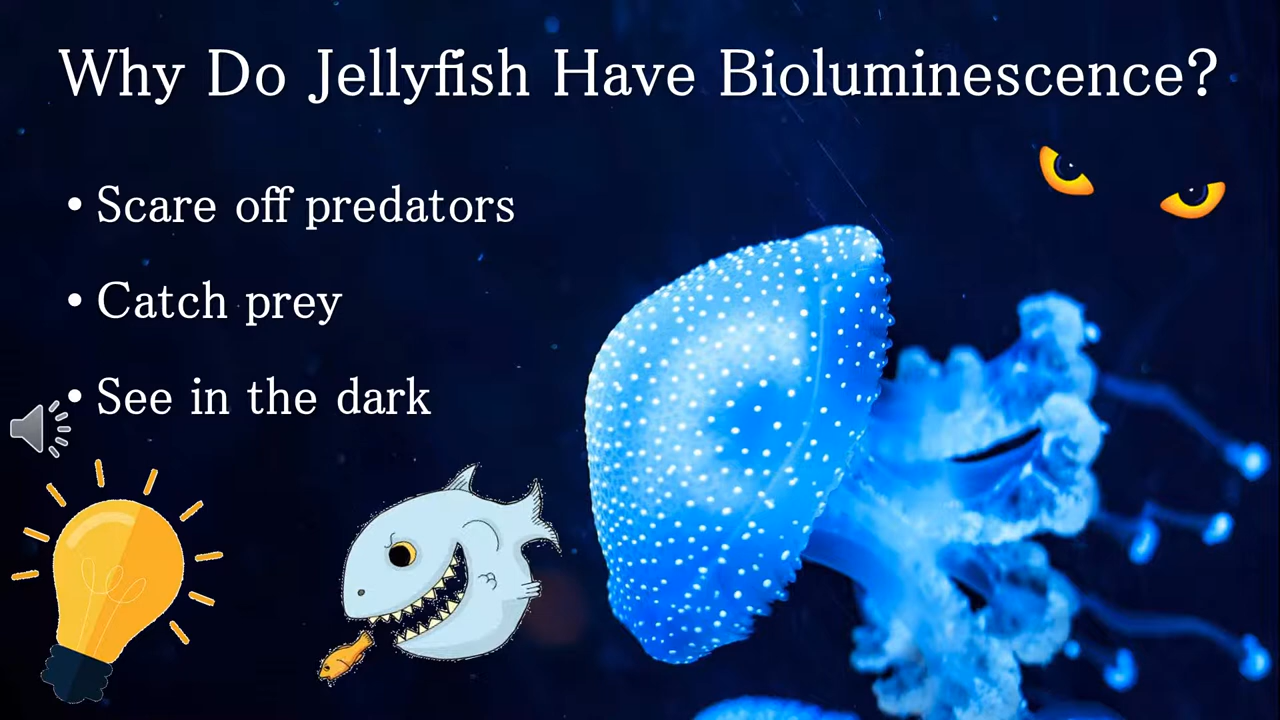 Why Do Jellyfish Have Bioluminescence?
• Scare off predators
• Catch prey
• See in the dark